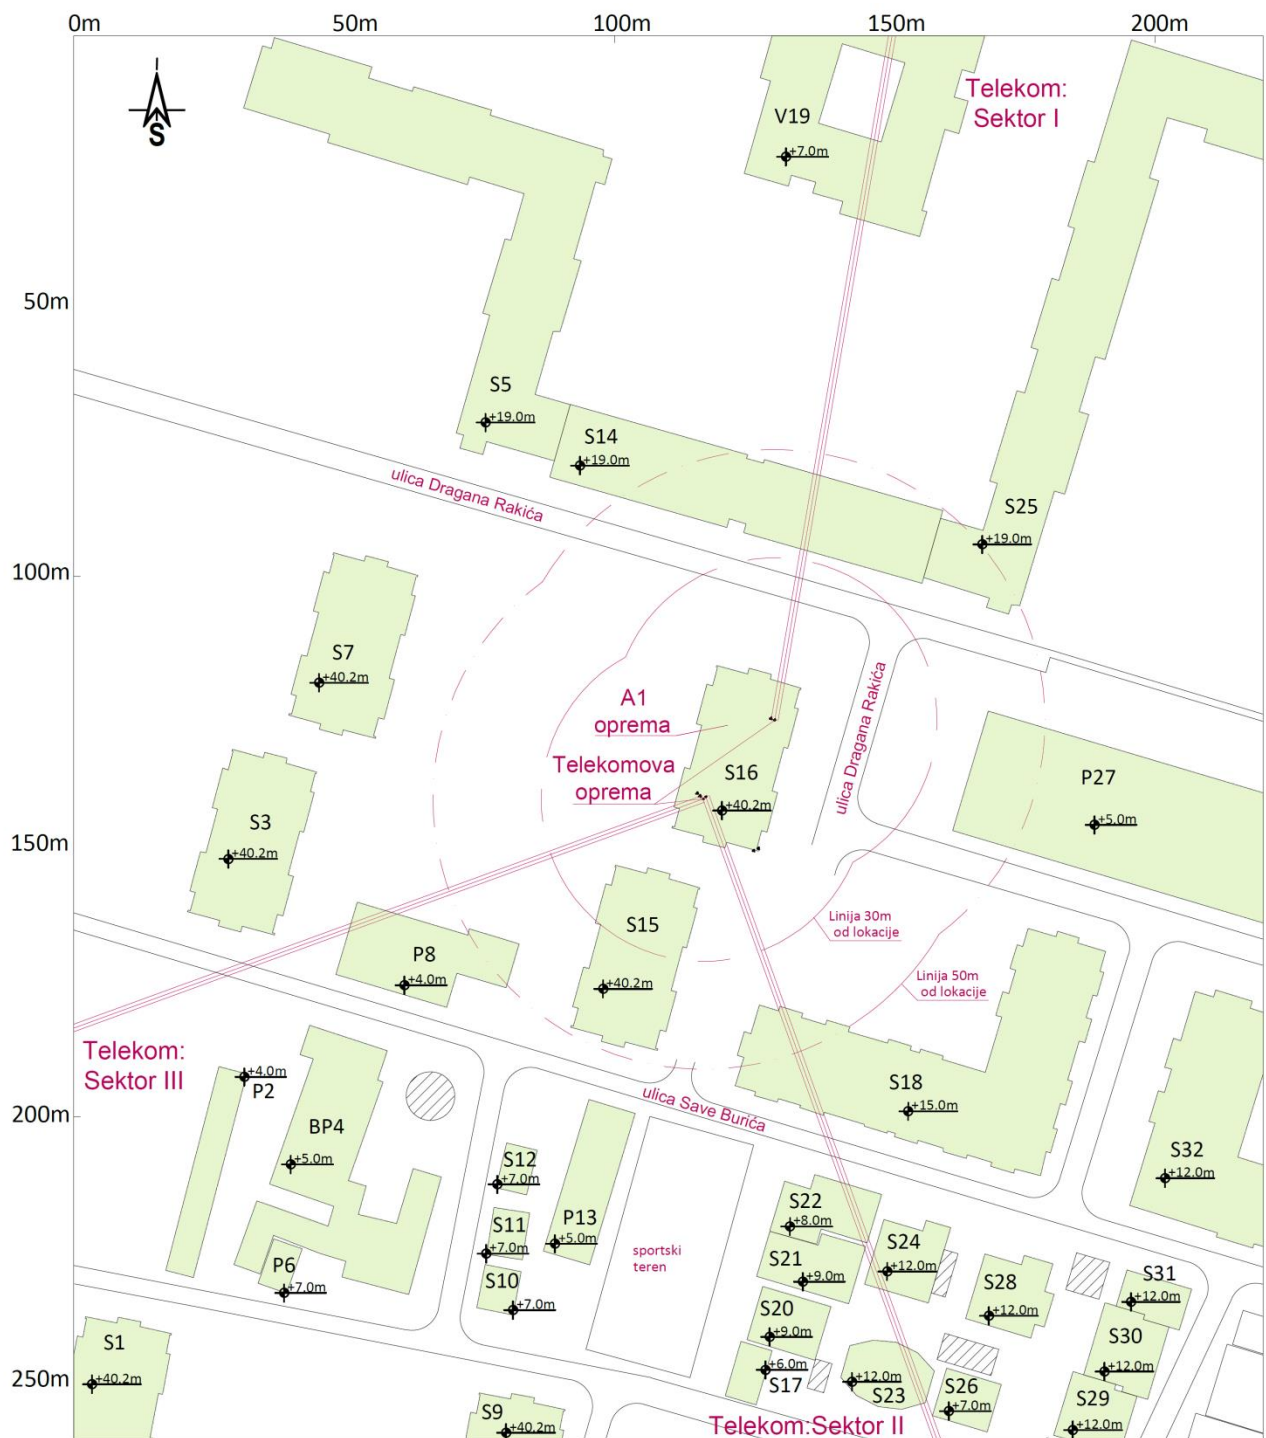 0m
50m
100m
150m
200m
S
Telekom:
Sektor I
V19
+7.0m
50m
S5
+19.0m
S14
+19.0m
ulica Dragana Rakića
S25
+19.0m
100m
S7
+40.2m
A1
oprema
Telekomova
oprema
S16
+40.2m
ulica Dragana Rakića
P27
+5.0m
S3
+40.2m
150m
S15
+40.2m
Linija 30m
od lokacije
P8
+4.0m
Linija 50m
od lokacije
Telekom:
Sektor III
+4.0m
P2
S18
+15.0m
ulica Save Burića
200m
BP4
+5.0m
S12
+7.0m
S32
+12.0m
S22
+8.0m
S11
+7.0m
P13
+5.0m
sportski
teren
S21
+9.0m
S24
+12.0m
P6
+7.0m
S10
+7.0m
S28
+12.0m
S31
+12.0m
S20
+9.0m
S1
+40.2m
S30
+12.0m
250m
+6.0m
S17
+12.0m
S23
S26
+7.0m
S9
+40.2m
S29
+12.0m
Telekom:Sektor II